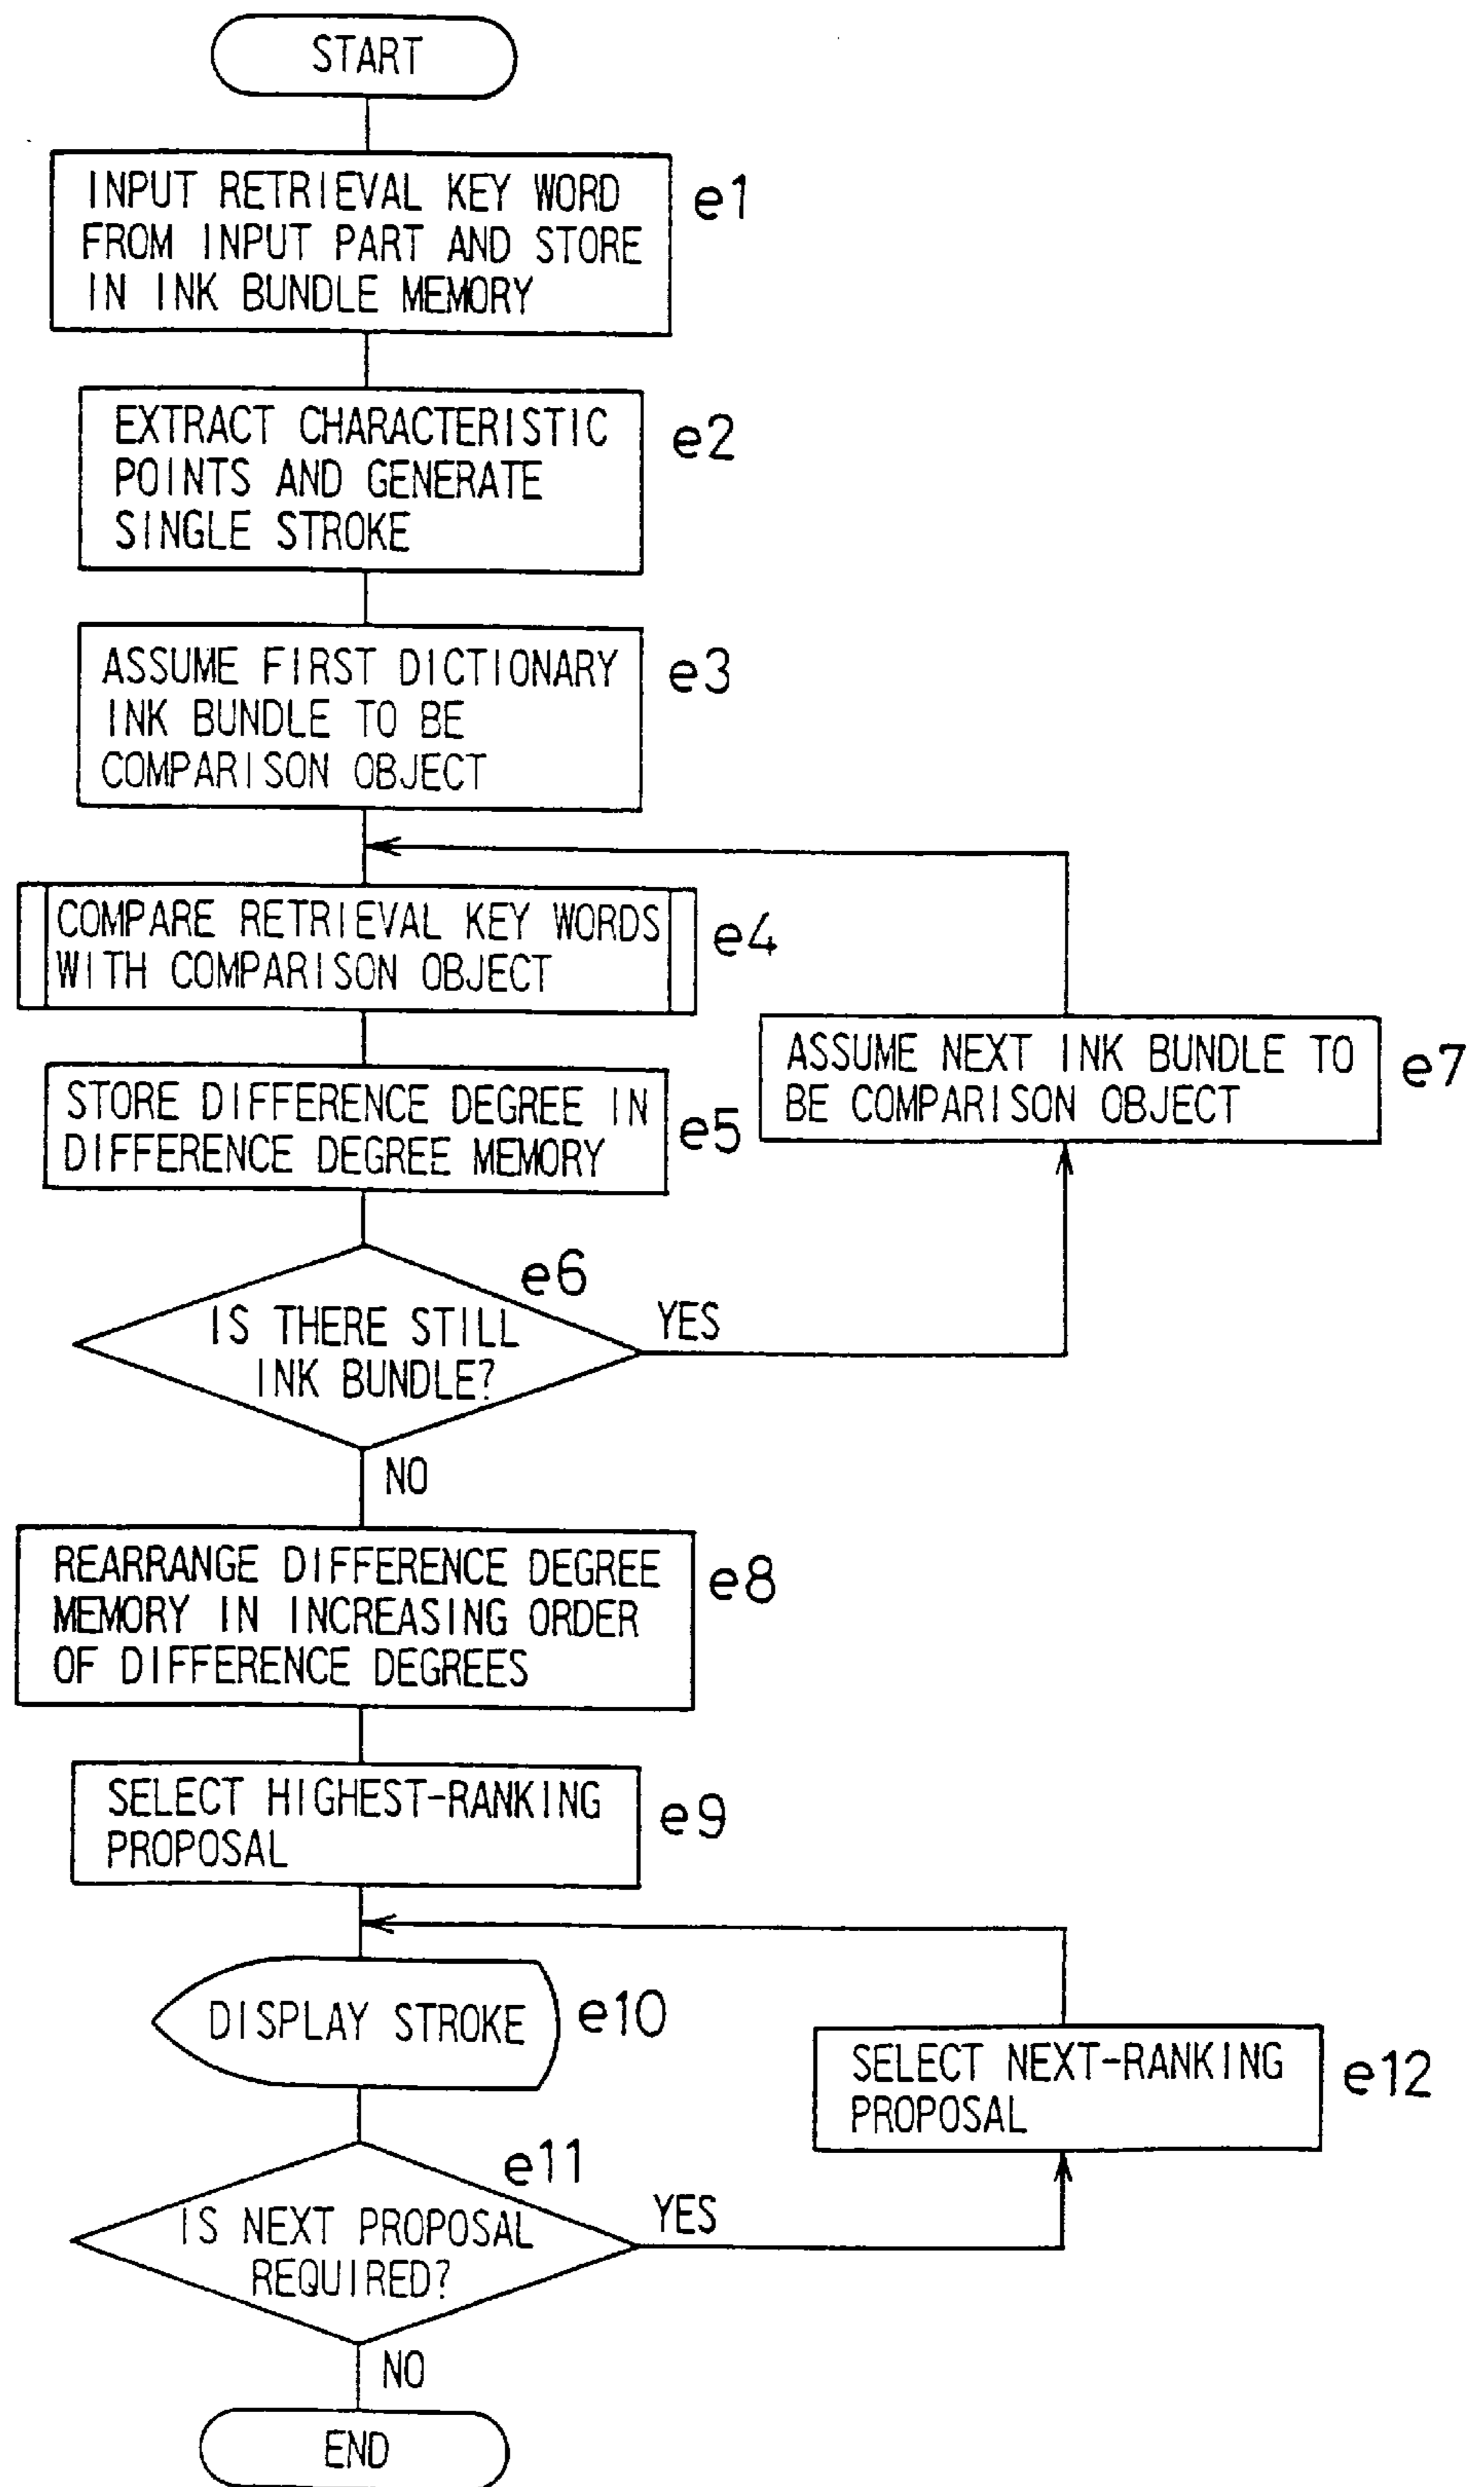 START
INPUT RETRIEVAL KEY WORD
FROM INPUT PART AND STORE
IN INK BUNDLE MEMORY
e1
EXTRACT CHARACTERISTIC
POINTS AND GENERATE
SINGLE STROKE
e2
ASSUME FIRST DICTIONARY
INK BUNDLE TO BE
COMPARISON OBJECT
e3
COMPARE RETRIEVAL KEY WORDS
WITH COMPARISON OBJECT
e4
ASSUME NEXT INK BUNDLE TO
BE COMPARISON OBJECT
e7
STORE DIFFERENCE DEGREE IN
DIFFERENCE DEGREE MEMORY
e5
e6
IS THERE STILL
INK BUNDLE?
YES
NO
REARRANGE DIFFERENCE DEGREE
MEMORY IN INCREASING ORDER
OF DIFFERENCE DEGREES
e8
SELECT HIGHEST-RANKING
PROPOSAL
e9
DISPLAY STROKE
e10
SELECT NEXT-RANKING
PROPOSAL
e12
e11
IS NEXT PROPOSAL
REQUIRED?
YES
NO
END